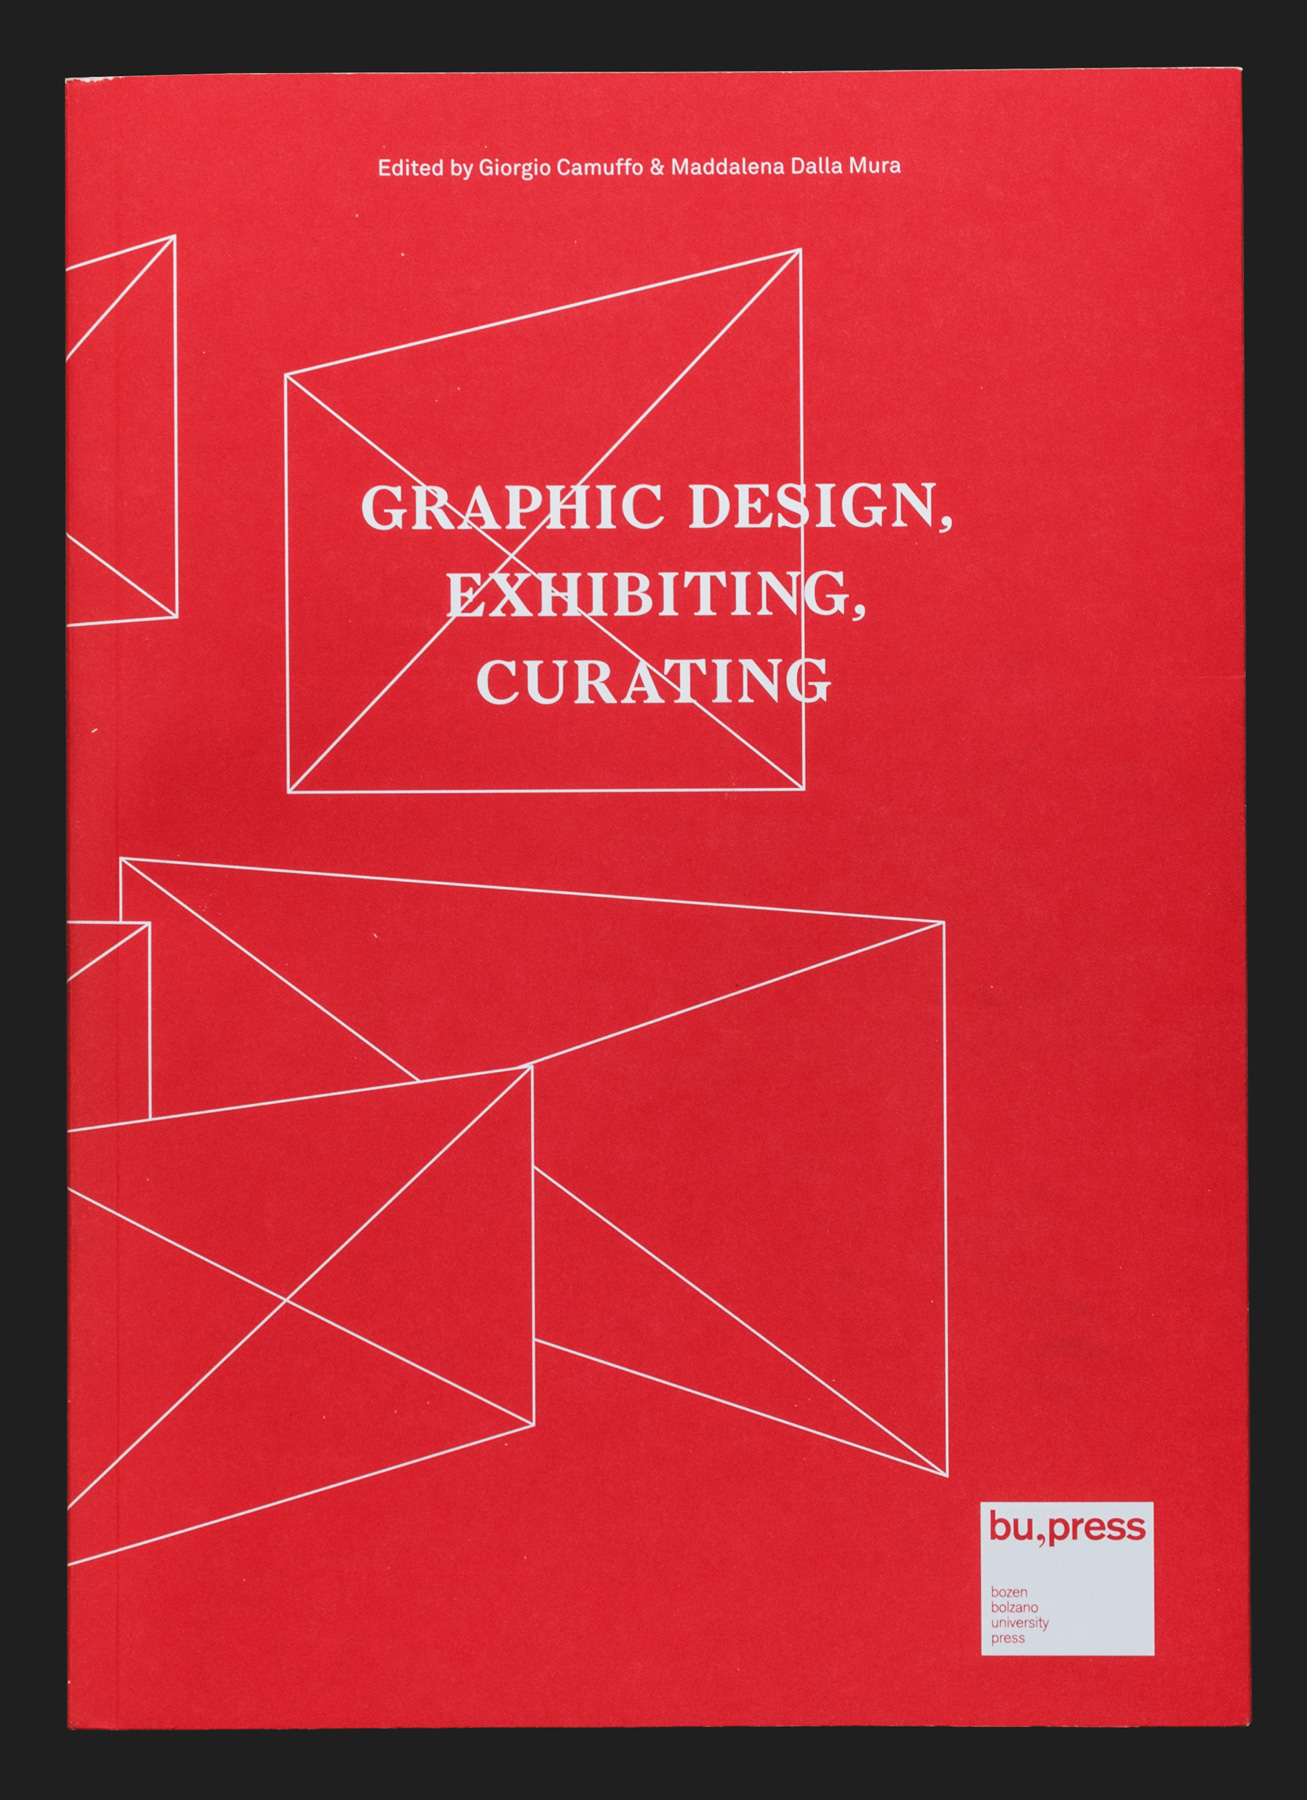 Edited by Giorgio Camuffo & Maddalena Dalla Mura
GRAPHIC DESIGN,
EXHIBITING,
CURATING
bu,press
bozen
bolzano
university
press